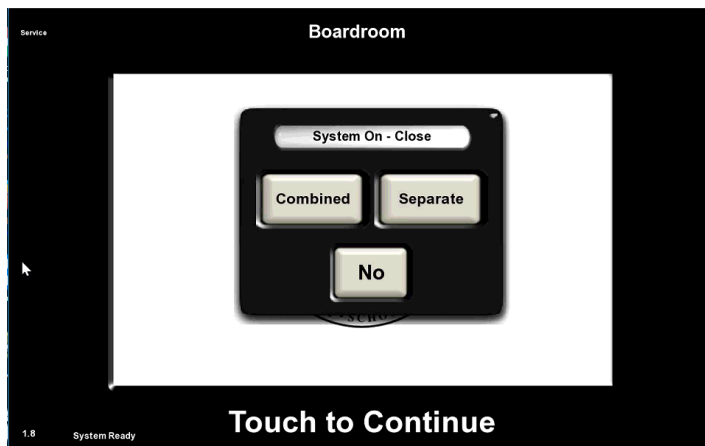 Service
Boardroom
System On - Close
Combined
Separate
No
Touch to Continue
1.8
System Ready